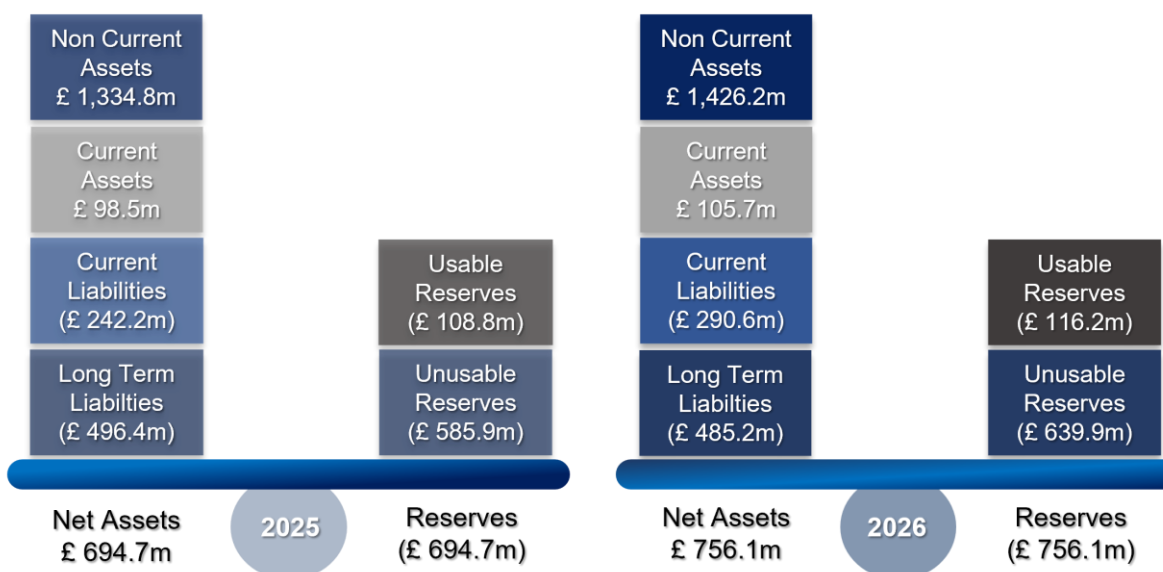 Non Current
Assets
£ 1,334.8m
Current
Assets
£ 98.5m
Current
Liabilities
(£ 242.2m)
Long Term
Liabilties
(£ 496.4m)
Usable
Reserves
(£ 108.8m)
Unusable
Reserves
(£ 585.9m)
Net Assets
£ 694.7m
2025
Reserves
(£ 694.7m)
Non Current
Assets
£ 1,426.2m
Current
Assets
£ 105.7m
Current
Liabilities
(£ 290.6m)
Long Term
Liabilties
(£ 485.2m)
Usable
Reserves
(£ 116.2m)
Unusable
Reserves
(£ 639.9m)
Net Assets
£ 756.1m
2026
Reserves
(£ 756.1m)